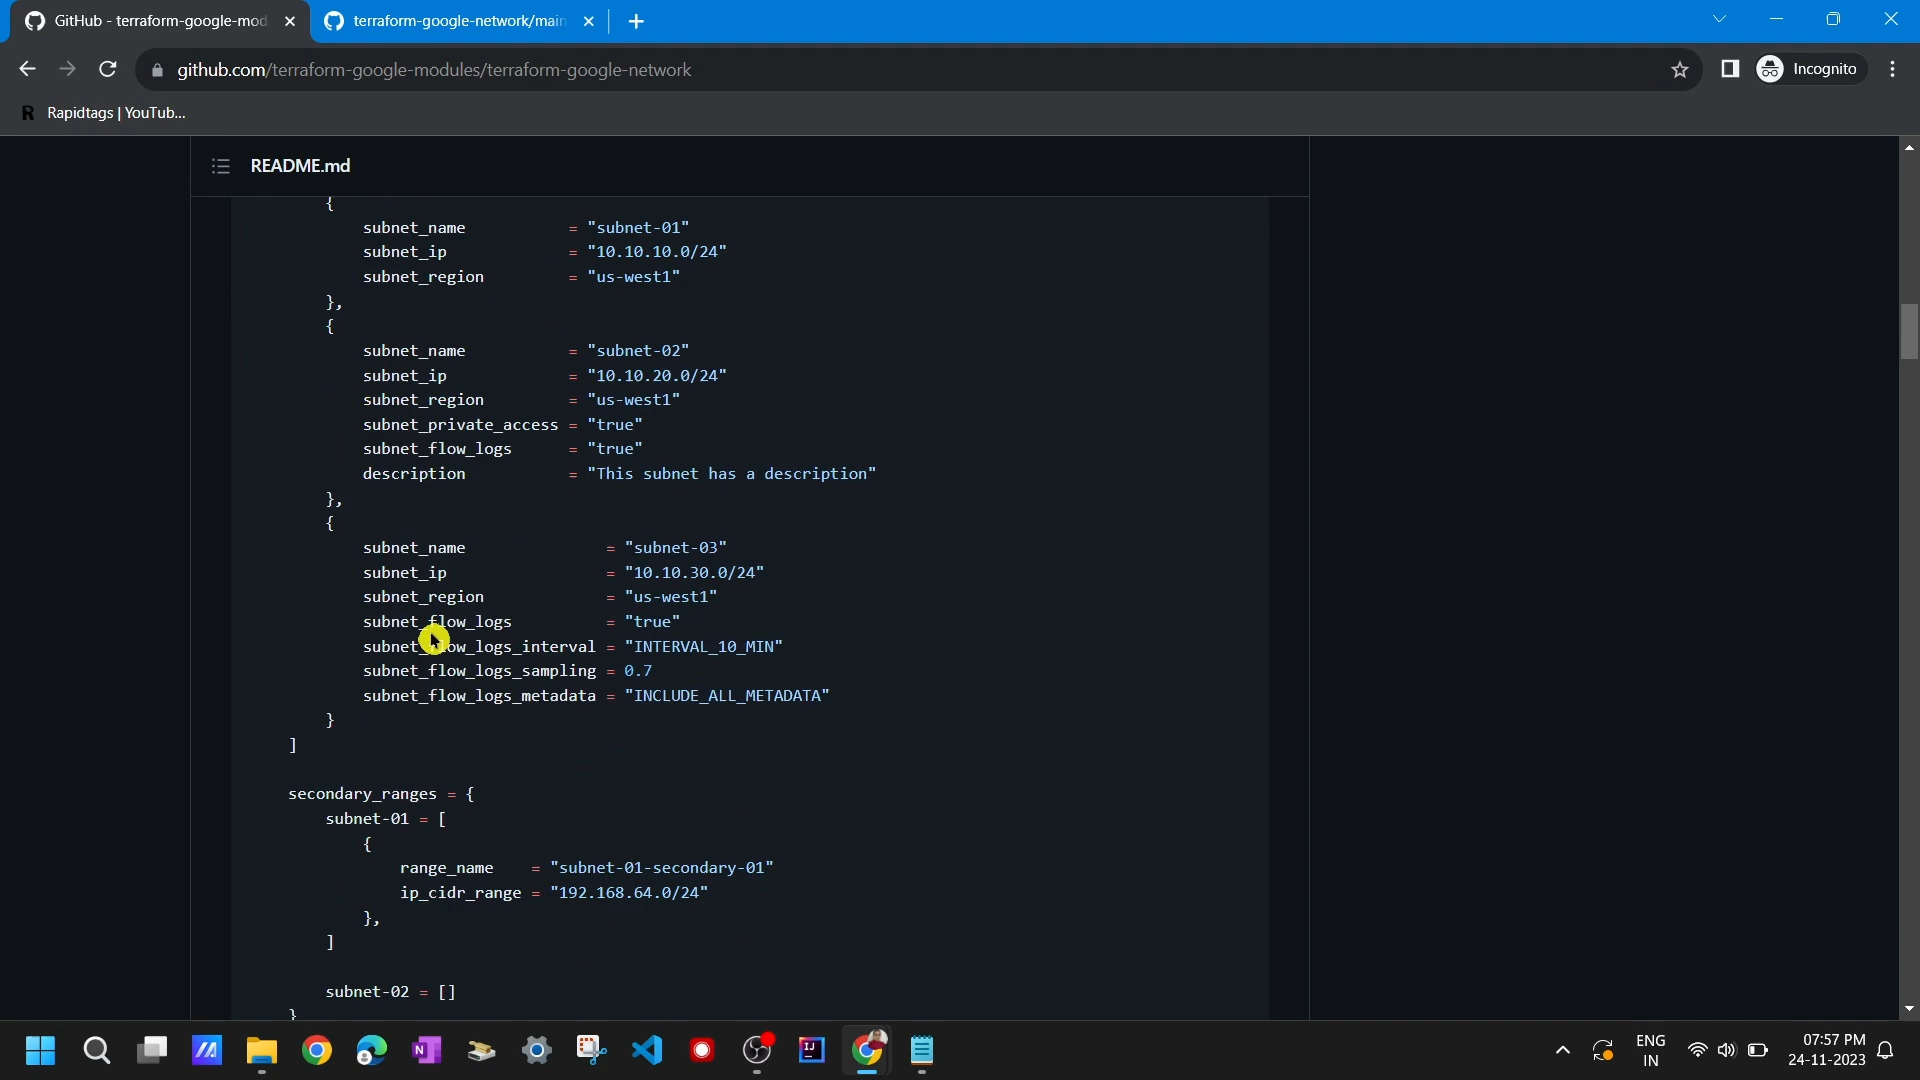 GitHub - terraform-google-mod
terraform-google-network/main
github.com/terraform-google-modules/terraform-google-network
Incognito
R Rapidtags | YouTub...
README.md
{
subnet_name = "subnet-01"
subnet_ip = "10.10.10.0/24"
subnet_region = "us-west1"
},
{
subnet_name = "subnet-02"
subnet_ip = "10.10.20.0/24"
subnet_region = "us-west1"
subnet_private_access = "true"
subnet_flow_logs = "true"
description = "This subnet has a description"
},
{
subnet_name = "subnet-03"
subnet_ip = "10.10.30.0/24"
subnet_region = "us-west1"
subnet_flow_logs = "true"
subnet_flow_logs_interval = "INTERVAL_10_MIN"
subnet_flow_logs_sampling = 0.7
subnet_flow_logs_metadata = "INCLUDE_ALL_METADATA"
}
]
secondary_ranges = {
subnet-01 = [
{
range_name = "subnet-01-secondary-01"
ip_cidr_range = "192.168.64.0/24"
},
]
subnet-02 = []
}
ENG
IN
07:57 PM
24-11-2023